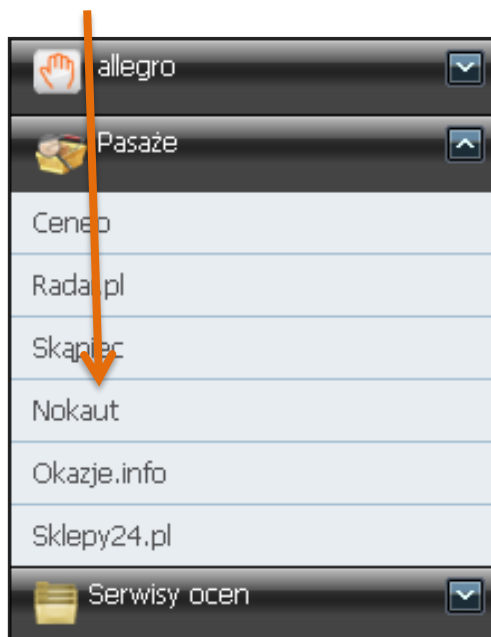 allegro
Pasaże
Ceneo
Radar.pl
Skąpiec
Nokaut
Okazje.info
Sklepy24.pl
Serwisy ocen